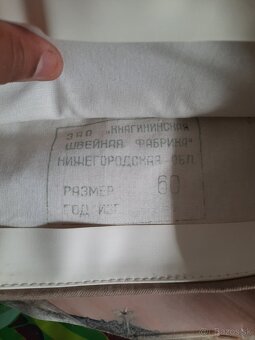 ЗАО "КНЯГИНИНСКАЯ
ШВЕЙНАЯ ФАБРИКА"
НИЖЕГОРОДСКАЯ ОБЛ.
РАЗМЕР 60
ГОД ИЗГ